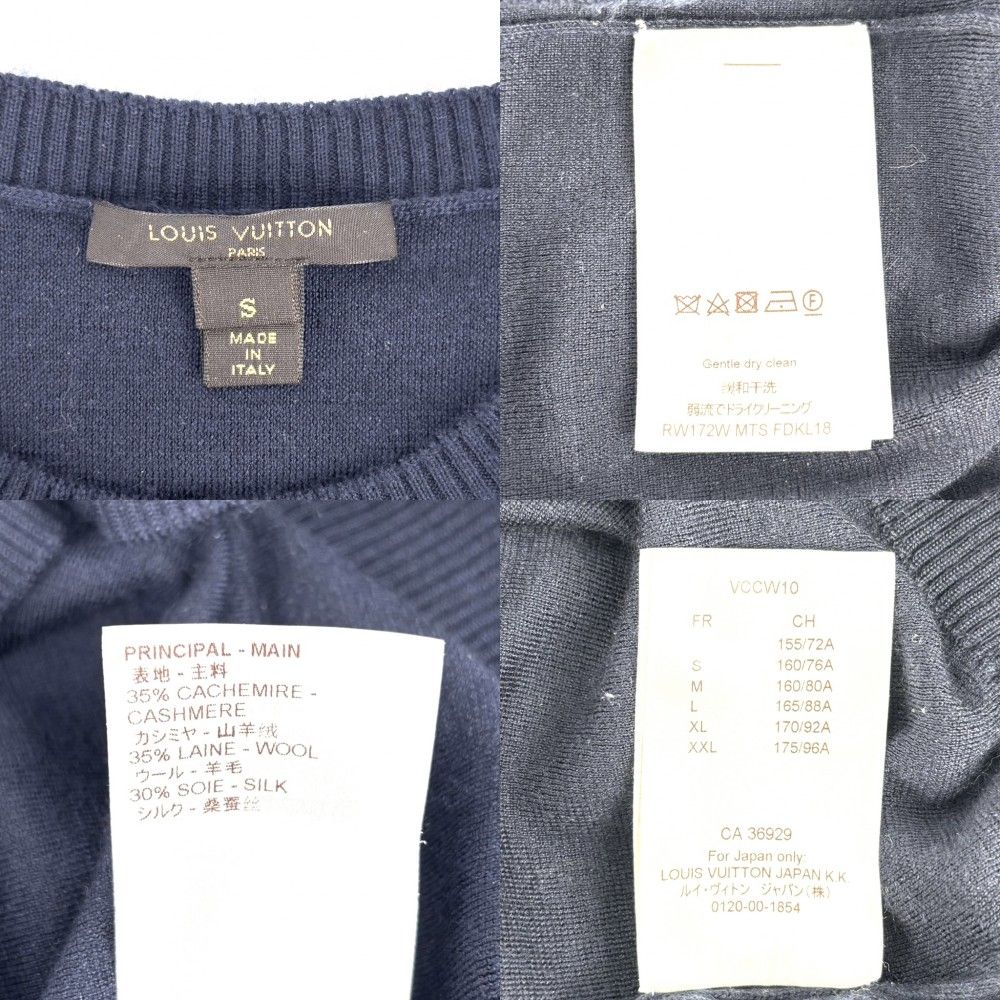 LOUIS VUITTON
PARIS
S
MADE
IN
ITALY
Gentle dry clean
缓和干洗
弱流でドライクリーニング
RW172W MTS FDKL18
PRINCIPAL - MAIN
表地 - 主料
35% CACHEMIRE -
CASHMERE
カシミヤ - 山羊绒
35% LAINE - WOOL
ウール - 羊毛
30% SOIE - SILK
シルク - 桑蚕丝
VCCW10
FR CH
155/72A
S 160/76A
M 160/80A
L 165/88A
XL 170/92A
XXL 175/96A
CA 36929
For Japan only:
LOUIS VUITTON JAPAN K.K.
ルイ・ヴィトン ジャパン(株)
0120-00-1854